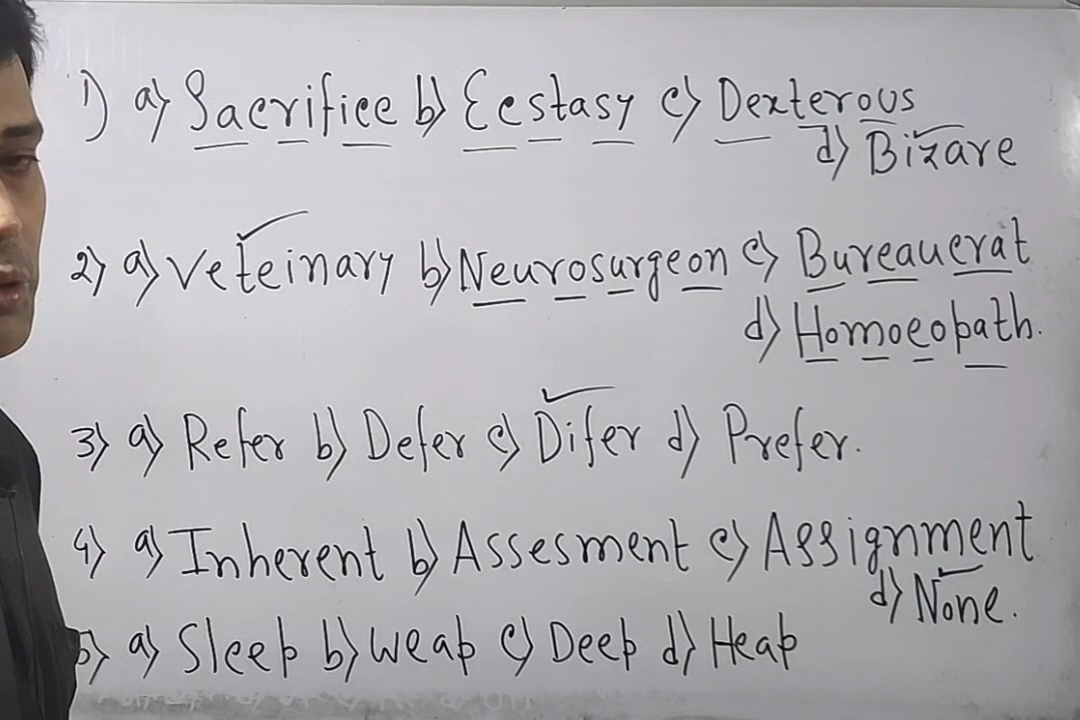 1) a) Sacrifice b) Ecstasy c) Dexterous
d) Bizare
2) a) Veteinary b) Neurosurgeon c) Bureaucrat
d) Homoeopath.
3) a) Refer b) Defer c) Difer d) Prefer.
4) a) Inherent b) Assesment c) Assignment
d) None.
5) a) Sleep b) Weap c) Deep d) Heap